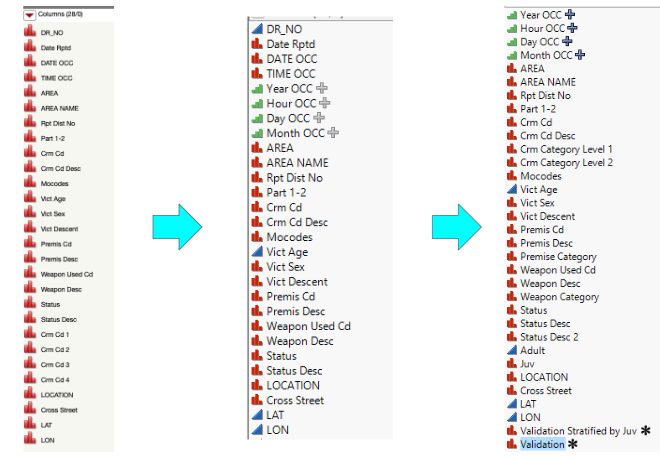 Columns (28/0)
DR_NO
Date Rptd
DATE OCC
TIME OCC
AREA
AREA NAME
Rpt Dist No
Part 1-2
Crm Cd
Crm Cd Desc
Mocodes
Vict Age
Vict Sex
Vict Descent
Premis Cd
Premis Desc
Weapon Used Cd
Weapon Desc
Status
Status Desc
Crm Cd 1
Crm Cd 2
Crm Cd 3
Crm Cd 4
LOCATION
Cross Street
LAT
LON
DR_NO
Date Rptd
DATE OCC
TIME OCC
Year OCC
Hour OCC
Day OCC
Month OCC
AREA
AREA NAME
Rpt Dist No
Part 1-2
Crm Cd
Crm Cd Desc
Mocodes
Vict Age
Vict Sex
Vict Descent
Premis Cd
Premis Desc
Weapon Used Cd
Weapon Desc
Status
Status Desc
LOCATION
Cross Street
LAT
LON
Year OCC
Hour OCC
Day OCC
Month OCC
AREA
AREA NAME
Rpt Dist No
Part 1-2
Crm Cd
Crm Cd Desc
Crm Category Level 1
Crm Category Level 2
Mocodes
Vict Age
Vict Sex
Vict Descent
Premis Cd
Premis Desc
Premise Category
Weapon Used Cd
Weapon Desc
Weapon Category
Status
Status Desc
Status Desc 2
Adult
Juv
LOCATION
Cross Street
LAT
LON
Validation Stratified by Juv
Validation